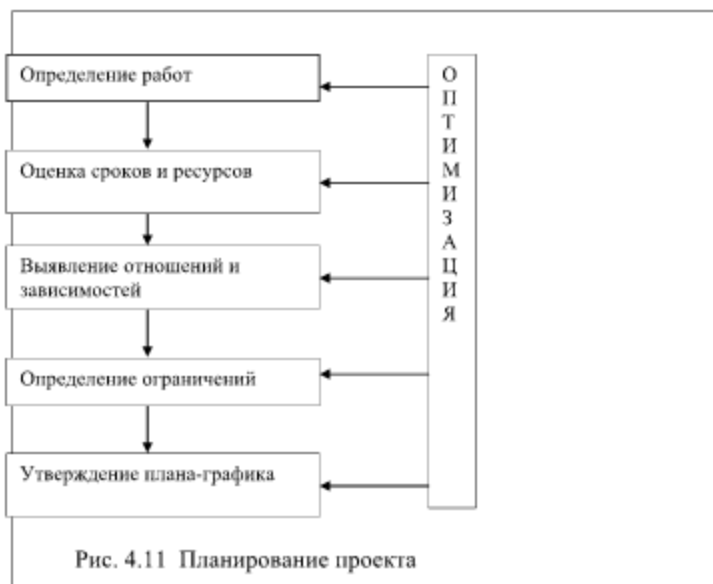 Определение работ
Оценка сроков и ресурсов
Выявление отношений и
зависимостей
Определение ограничений
Утверждение плана-графика
О
П
Т
И
М
И
З
А
Ц
И
Я
Рис. 4.11 Планирование проекта